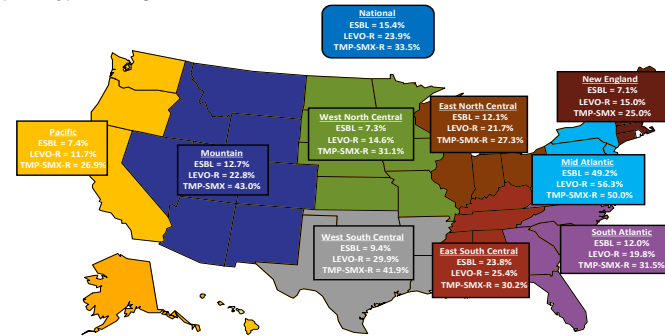 National
ESBL = 15.4%
LEVO-R = 23.9%
TMP-SMX-R = 33.5%
New England
ESBL = 7.1%
LEVO-R = 15.0%
TMP-SMX = 25.0%
West North Central
ESBL = 7.3%
LEVO-R = 14.6%
TMP-SMX-R = 31.1%
East North Central
ESBL = 12.1%
LEVO-R = 21.7%
TMP-SMX-R = 27.3%
Pacific
ESBL = 7.4%
LEVO-R = 11.7%
TMP-SMX-R = 26.9%
Mountain
ESBL = 12.7%
LEVO-R = 22.8%
TMP-SMX = 43.0%
Mid Atlantic
ESBL = 49.2%
LEVO-R = 56.3%
TMP-SMX = 50.0%
West South Central
ESBL = 9.4%
LEVO-R = 29.9%
TMP-SMX-R = 41.9%
East South Central
ESBL = 23.8%
LEVO-R = 25.4%
TMP-SMX-R = 30.2%
South Atlantic
ESBL = 12.0%
LEVO-R = 19.8%
TMP-SMX-R = 31.5%